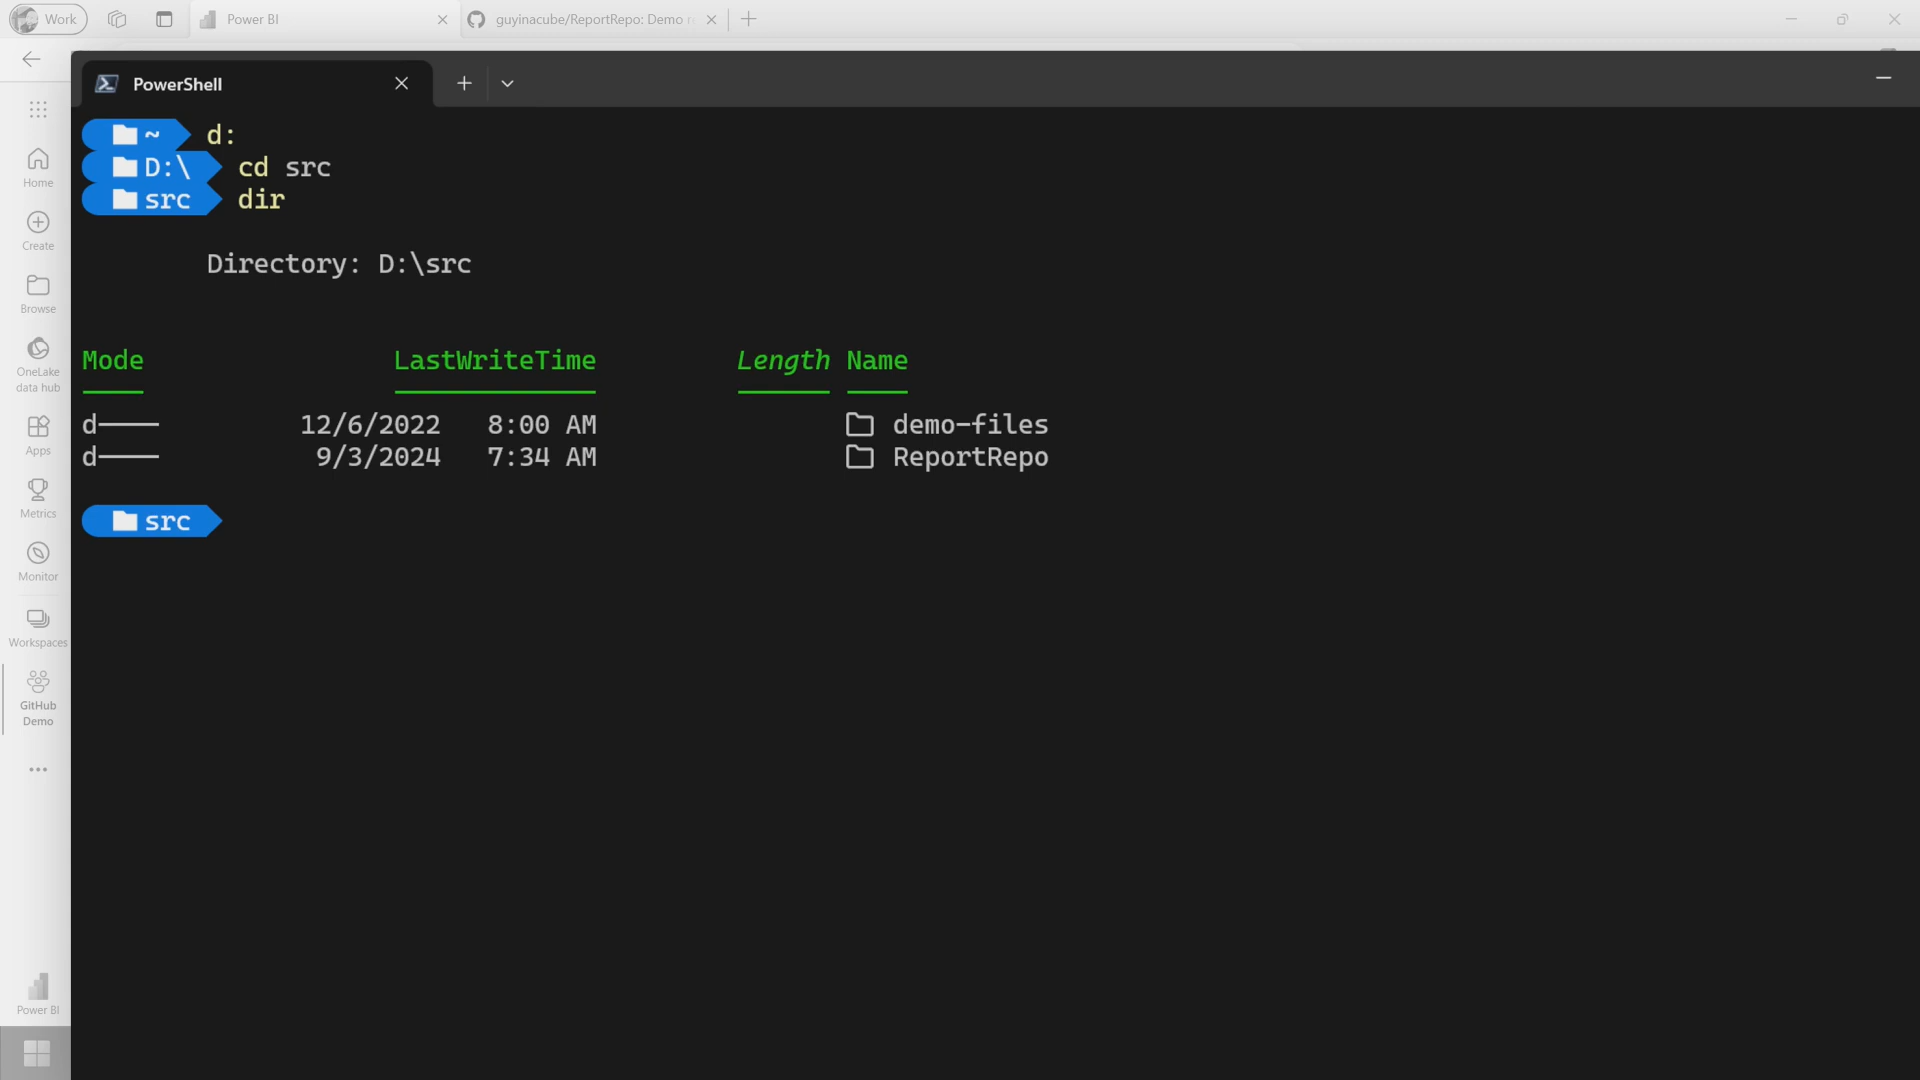 Work
Power BI
guyinacube/ReportRepo: Demo r
PowerShell
~ d:
D:\ cd src
src dir
Directory: D:\src
Mode LastWriteTime Length Name
d---- 12/6/2022 8:00 AM demo-files
d---- 9/3/2024 7:34 AM ReportRepo
src
Home
Create
Browse
OneLake
data hub
Apps
Metrics
Monitor
Workspaces
GitHub
Demo
Power BI